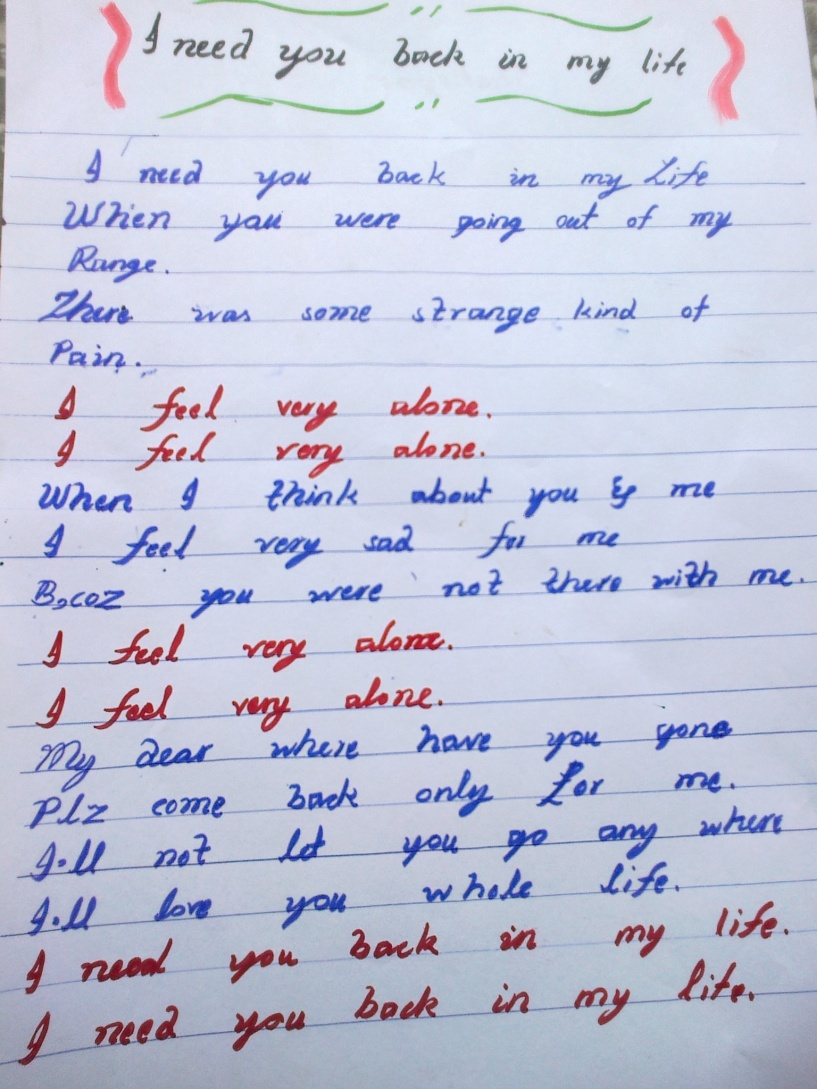 I need you back in my life
I need you back in my Life
When you were going out of my
Range.
There was some strange kind of
Pain.
I feel very alone.
I feel very alone.
When I think about you & me
I feel very sad for me
B,coz you were not there with me.
I feel very alone.
I feel very alone.
My dear where have you gone
Plz come back only for me.
I.ll not let you go any where
I.ll love you whole life.
I need you back in my life.
I need you back in my life.